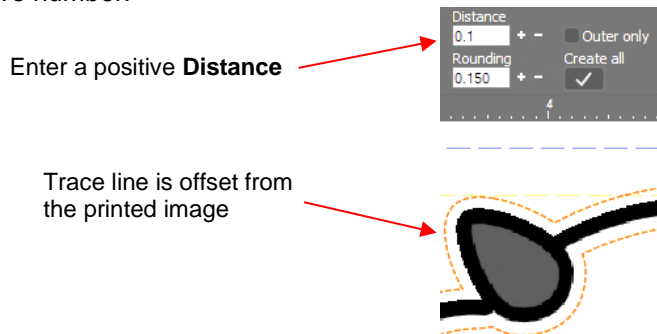 number.
Distance
0.1 + - Outer only
Enter a positive Distance
Rounding Create all
0.150 + -
4
Trace line is offset from
the printed image